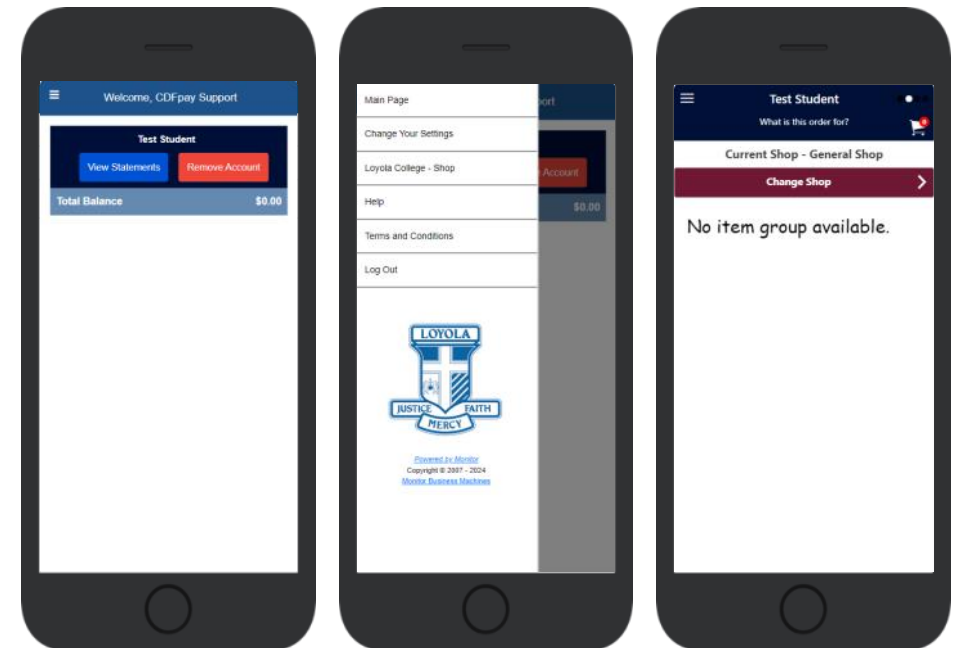 Welcome, CDFpay Support
Test Student
View Statements
Remove Account
Total Balance
$0.00
Main Page
Change Your Settings
Loyola College - Shop
Help
Terms and Conditions
Log Out
port
Account
$0.00
LOYOLA
JUSTICE
FAITH
MERCY
Powered by Monitor
Copyright © 2007 - 2024
Monitor Business Machines
Test Student
What is this order for?
0
Current Shop - General Shop
Change Shop
No item group available.